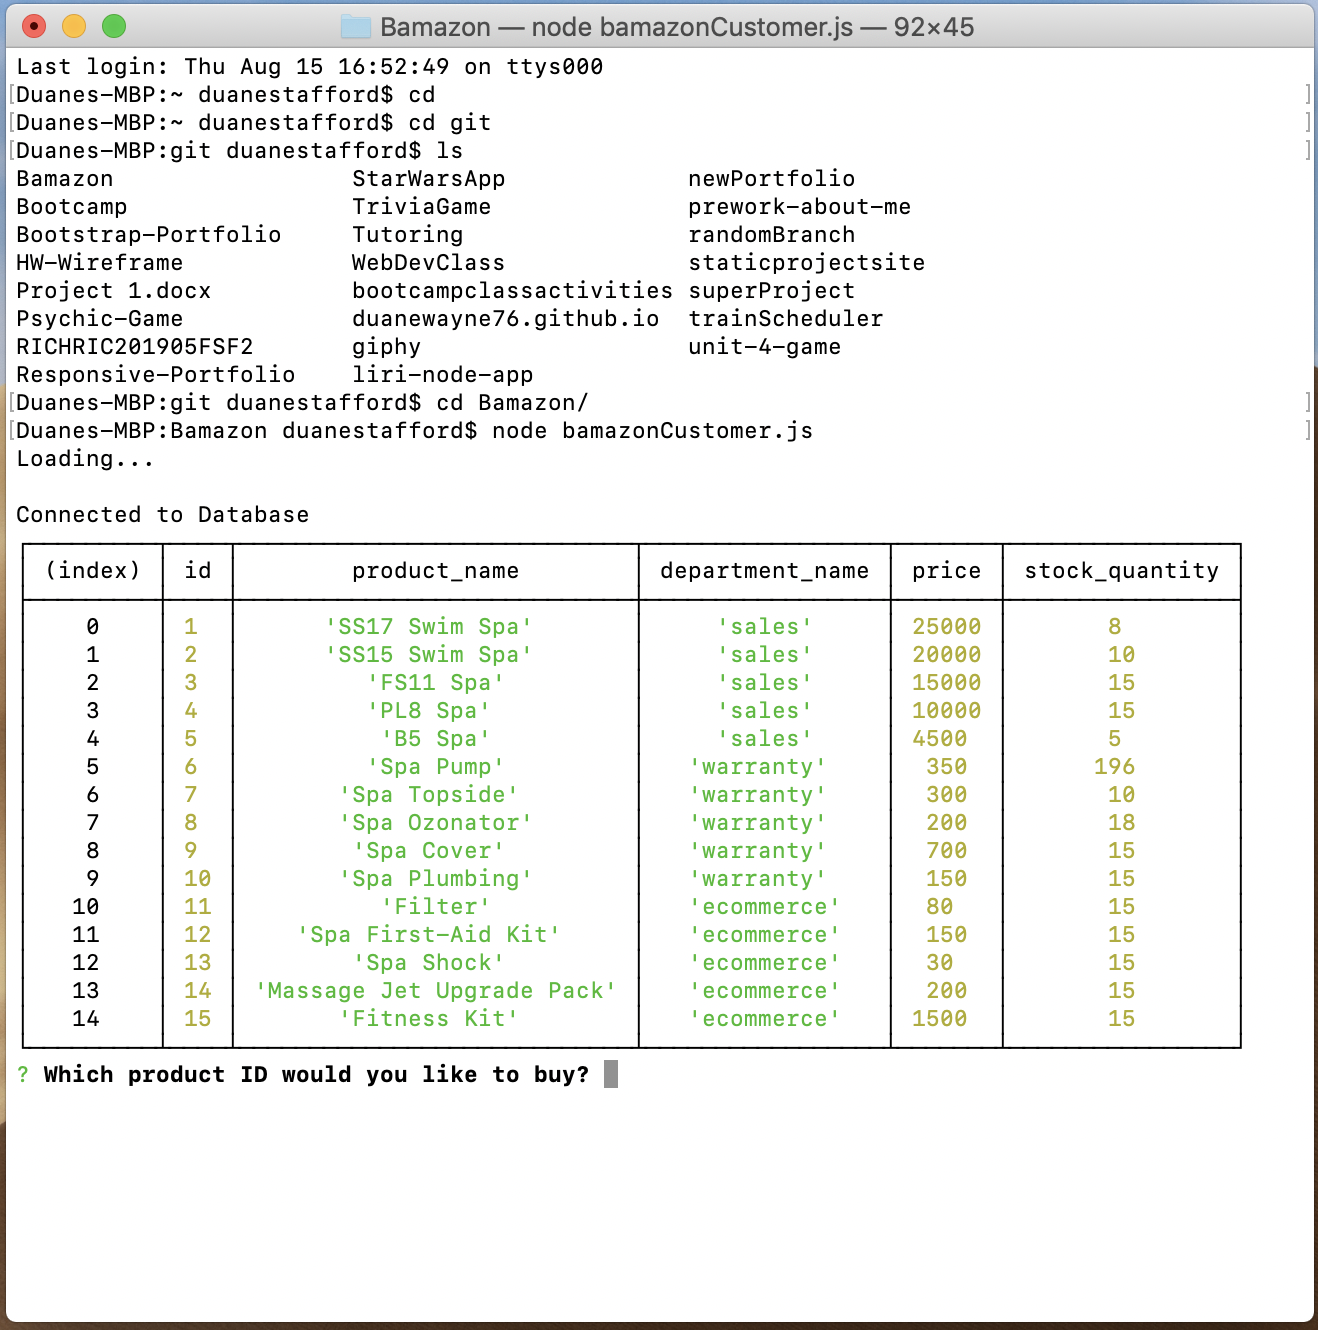 Bamazon — node bamazonCustomer.js — 92×45
Last login: Thu Aug 15 16:52:49 on ttys000
[Duanes-MBP:~ duanestafford$ cd ]
[Duanes-MBP:~ duanestafford$ cd git ]
[Duanes-MBP:git duanestafford$ ls ]
Bamazon StarWarsApp newPortfolio
Bootcamp TriviaGame prework-about-me
Bootstrap-Portfolio Tutoring randomBranch
HW-Wireframe WebDevClass staticprojectsite
Project 1.docx bootcampclassactivities superProject
Psychic-Game duanewayne76.github.io trainScheduler
RICHRIC201905FSF2 giphy unit-4-game
Responsive-Portfolio liri-node-app
[Duanes-MBP:git duanestafford$ cd Bamazon/ ]
[Duanes-MBP:Bamazon duanestafford$ node bamazonCustomer.js ]
Loading...
Connected to Database
(index) id product_name department_name price stock_quantity
0 1 'SS17 Swim Spa' 'sales' 25000 8
1 2 'SS15 Swim Spa' 'sales' 20000 10
2 3 'FS11 Spa' 'sales' 15000 15
3 4 'PL8 Spa' 'sales' 10000 15
4 5 'B5 Spa' 'sales' 4500 5
5 6 'Spa Pump' 'warranty' 350 196
6 7 'Spa Topside' 'warranty' 300 10
7 8 'Spa Ozonator' 'warranty' 200 18
8 9 'Spa Cover' 'warranty' 700 15
9 10 'Spa Plumbing' 'warranty' 150 15
10 11 'Filter' 'ecommerce' 80 15
11 12 'Spa First-Aid Kit' 'ecommerce' 150 15
12 13 'Spa Shock' 'ecommerce' 30 15
13 14 'Massage Jet Upgrade Pack' 'ecommerce' 200 15
14 15 'Fitness Kit' 'ecommerce' 1500 15
? Which product ID would you like to buy?